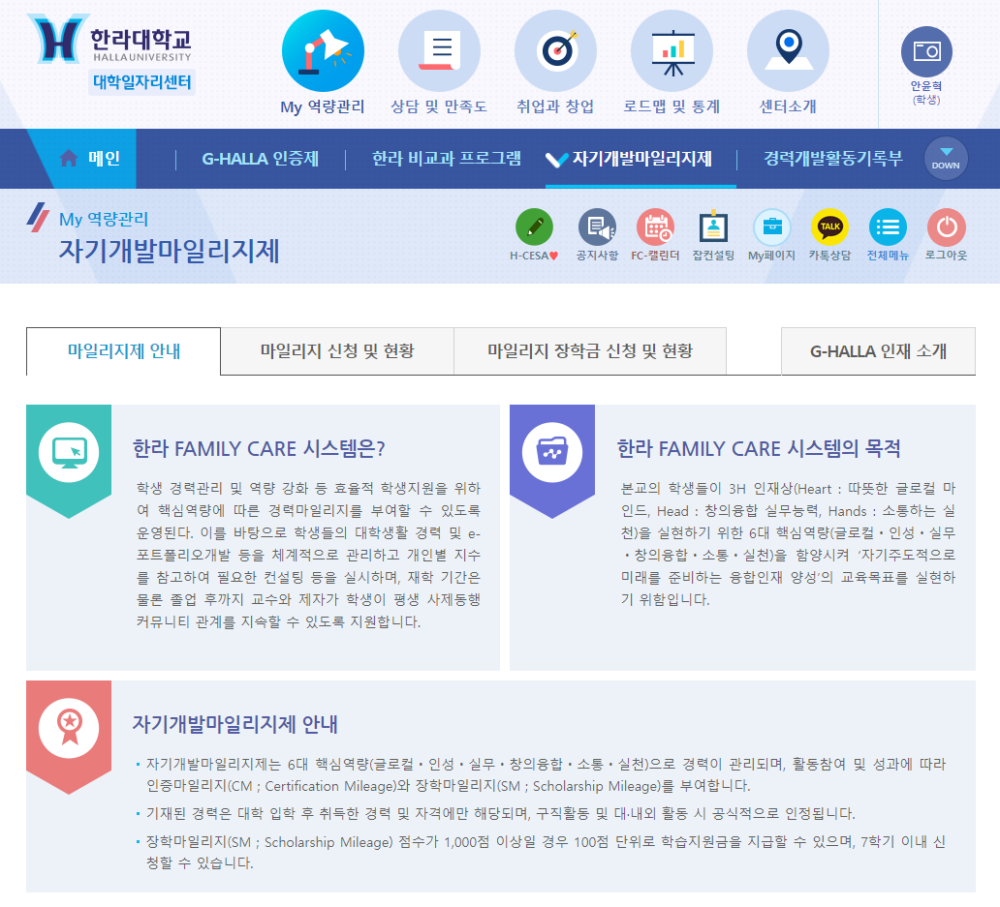 한라대학교
HALLA UNIVERSITY
대학일자리센터
My 역량관리
상담 및 만족도
취업과 창업
로드맵 및 통계
센터소개
안윤혁
(학생)
메인
G-HALLA 인증제
한라 비교과 프로그램
자기개발마일리지제
경력개발활동기록부
DOWN
My 역량관리
자기개발마일리지제
H-CESA♥
공지사항
FC-캘린더
잡컨설팅
My페이지
TALK
카톡상담
전체메뉴
로그아웃
마일리지제 안내
마일리지 신청 및 현황
마일리지 장학금 신청 및 현황
G-HALLA 인재 소개
한라 FAMILY CARE 시스템은?
학생 경력관리 및 역량 강화 등 효율적 학생지원을 위하
여 핵심역량에 따른 경력마일리지를 부여할 수 있도록
운영된다. 이를 바탕으로 학생들의 대학생활 경력 및 e-
포트폴리오개발 등을 체계적으로 관리하고 개인별 지수
를 참고하여 필요한 컨설팅 등을 실시하며, 재학 기간은
물론 졸업 후까지 교수와 제자가 학생이 평생 사제동행
커뮤니티 관계를 지속할 수 있도록 지원합니다.
한라 FAMILY CARE 시스템의 목적
본교의 학생들이 3H 인재상(Heart : 따뜻한 글로컬 마
인드, Head : 창의융합 실무능력, Hands : 소통하는 실
천)을 실현하기 위한 6대 핵심역량(글로컬・인성・실무
・창의융합・소통・실천)을 함양시켜 ‘자기주도적으로
미래를 준비하는 융합인재 양성’의 교육목표를 실현하
기 위함입니다.
자기개발마일리지제 안내
자기개발마일리지제는 6대 핵심역량(글로컬・인성・실무・창의융합・소통・실천)으로 경력이 관리되며, 활동참여 및 성과에 따라
인증마일리지(CM ; Certification Mileage)와 장학마일리지(SM ; Scholarship Mileage)를 부여합니다.
기재된 경력은 대학 입학 후 취득한 경력 및 자격에만 해당되며, 구직활동 및 대·내외 활동 시 공식적으로 인정됩니다.
장학마일리지(SM ; Scholarship Mileage) 점수가 1,000점 이상일 경우 100점 단위로 학습지원금을 지급할 수 있으며, 7학기 이내 신
청할 수 있습니다.